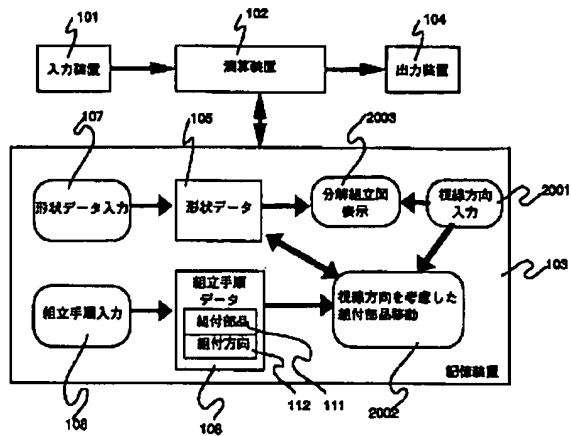 101
102
104
入力装置
演算装置
出力装置
107
105
2003
形状データ入力
形状データ
分解組立図
表示
視線方向
入力
2001
103
組立手順入力
組立手順
データ
組付部品
組付方向
視線方向を考慮した
組付部品移動
記憶装置
108
106
112
111
2002